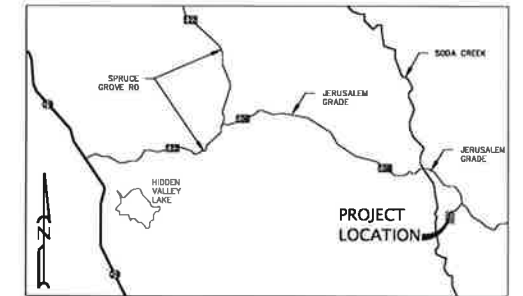 SODA CREEK
SPRUCE
GROVE RD
JERUSALEM
GRADE
JERUSALEM
GRADE
HIDDEN
VALLEY
LAKE
PROJECT
LOCATION
N